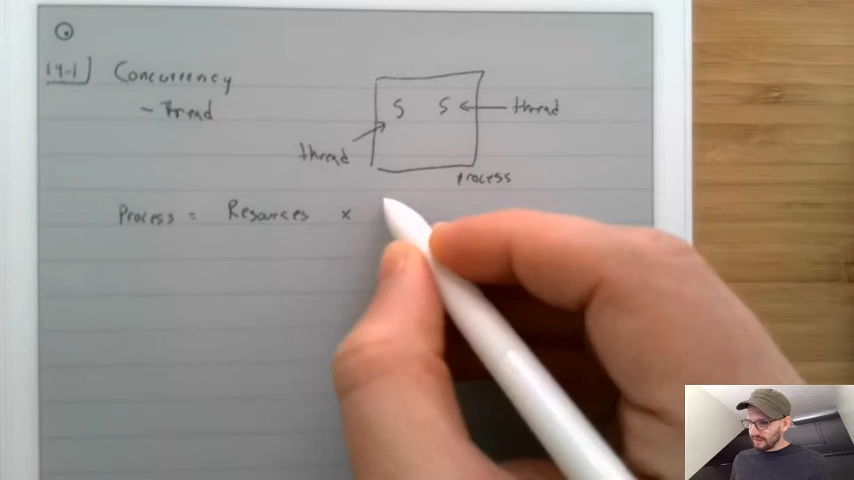 14-1] Concurrency
- Thread
S S ← thread
thread
process
Process = Resources x